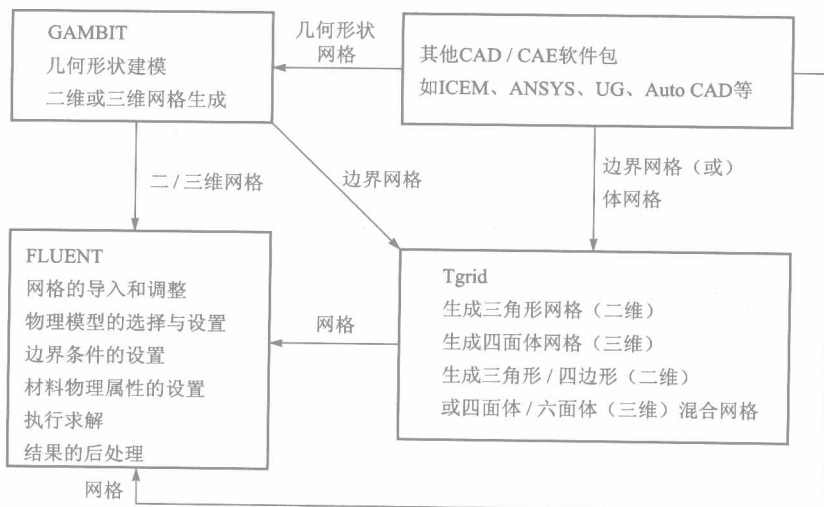 GAMBIT
几何形状建模
二维或三维网格生成
几何形状
网格
其他CAD / CAE软件包
如ICEM、ANSYS、UG、Auto CAD等
二 / 三维网格
边界网格
边界网格（或）
体网格
FLUENT
网格的导入和调整
物理模型的选择与设置
边界条件的设置
材料物理属性的设置
执行求解
结果的后处理
网格
Tgrid
生成三角形网格（二维）
生成四面体网格（三维）
生成三角形 / 四边形（二维）
或四面体 / 六面体（三维）混合网格
网格